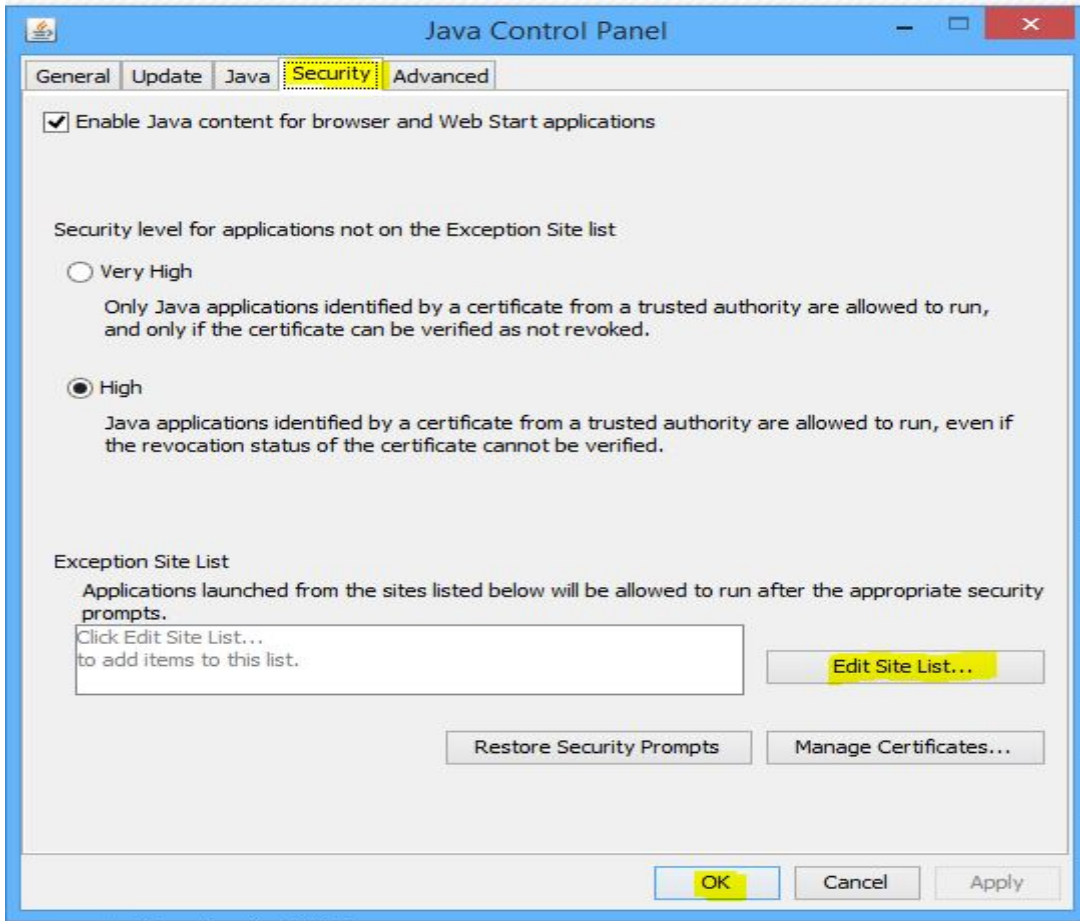 Java Control Panel
General Update Java Security Advanced
Enable Java content for browser and Web Start applications
Security level for applications not on the Exception Site list
Very High
Only Java applications identified by a certificate from a trusted authority are allowed to run,
and only if the certificate can be verified as not revoked.
High
Java applications identified by a certificate from a trusted authority are allowed to run, even if
the revocation status of the certificate cannot be verified.
Exception Site List
Applications launched from the sites listed below will be allowed to run after the appropriate security
prompts.
Click Edit Site List...
to add items to this list.
Edit Site List...
Restore Security Prompts Manage Certificates...
OK Cancel Apply